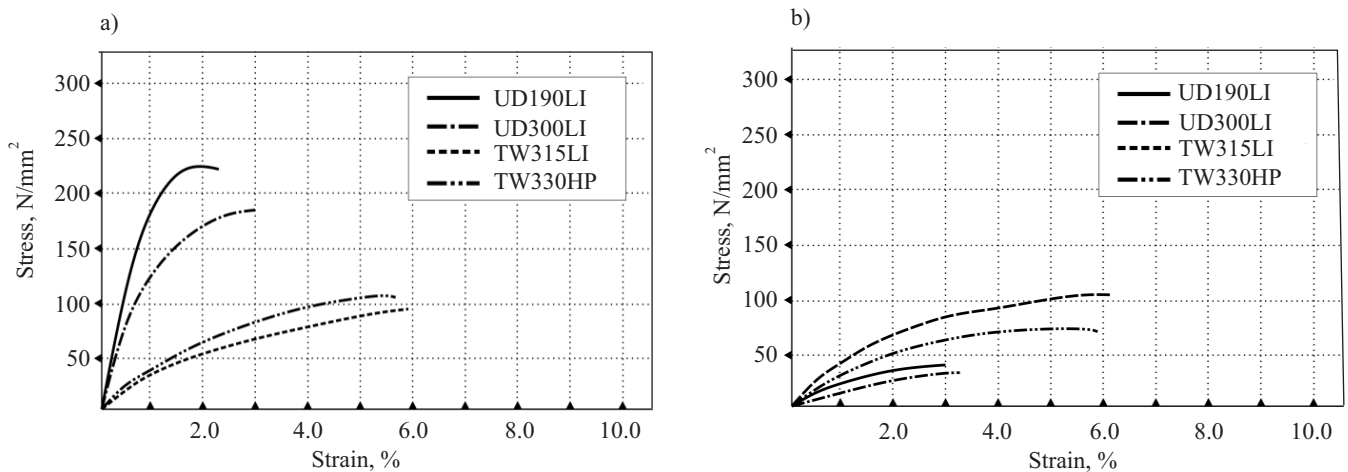 a)
Stress, N/mm²
300
250
200
150
100
50
UD190LI
UD300LI
TW315LI
TW330HP
2.0 4.0 6.0 8.0 10.0
Strain, %
b)
Stress, N/mm²
300
250
200
150
100
50
UD190LI
UD300LI
TW315LI
TW330HP
2.0 4.0 6.0 8.0 10.0
Strain, %